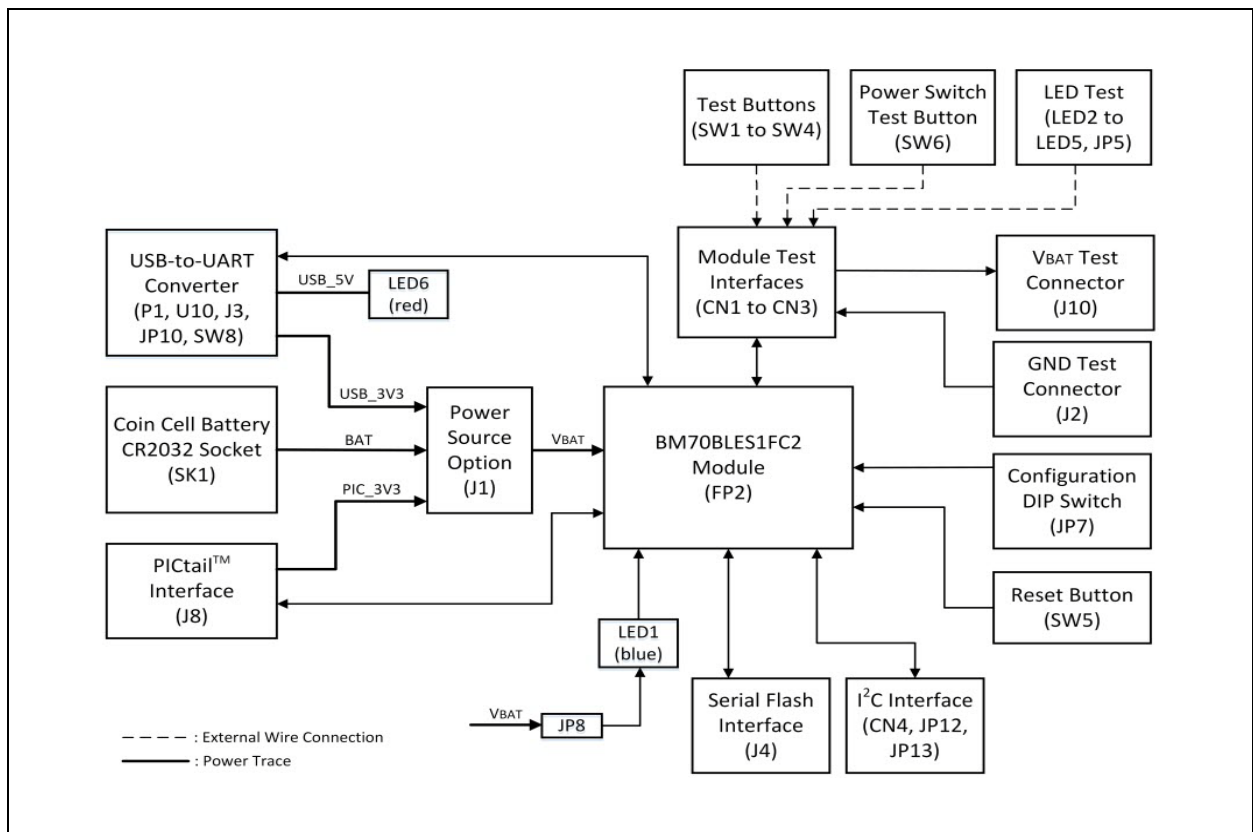 Test Buttons
(SW1 to SW4)
Power Switch
Test Button
(SW6)
LED Test
(LED2 to
LED5, JP5)
USB-to-UART
Converter
(P1, U10, J3,
JP10, SW8)
USB_5V
LED6
(red)
Module Test
Interfaces
(CN1 to CN3)
VBAT Test
Connector
(J10)
GND Test
Connector
(J2)
USB_3V3
Coin Cell Battery
CR2032 Socket
(SK1)
BAT
Power
Source
Option
(J1)
VBAT
BM70BLES1FC2
Module
(FP2)
Configuration
DIP Switch
(JP7)
PIC_3V3
PICtail™
Interface
(J8)
Reset Button
(SW5)
LED1
(blue)
VBAT
JP8
Serial Flash
Interface
(J4)
I²C Interface
(CN4, JP12,
JP13)
: External Wire Connection
: Power Trace